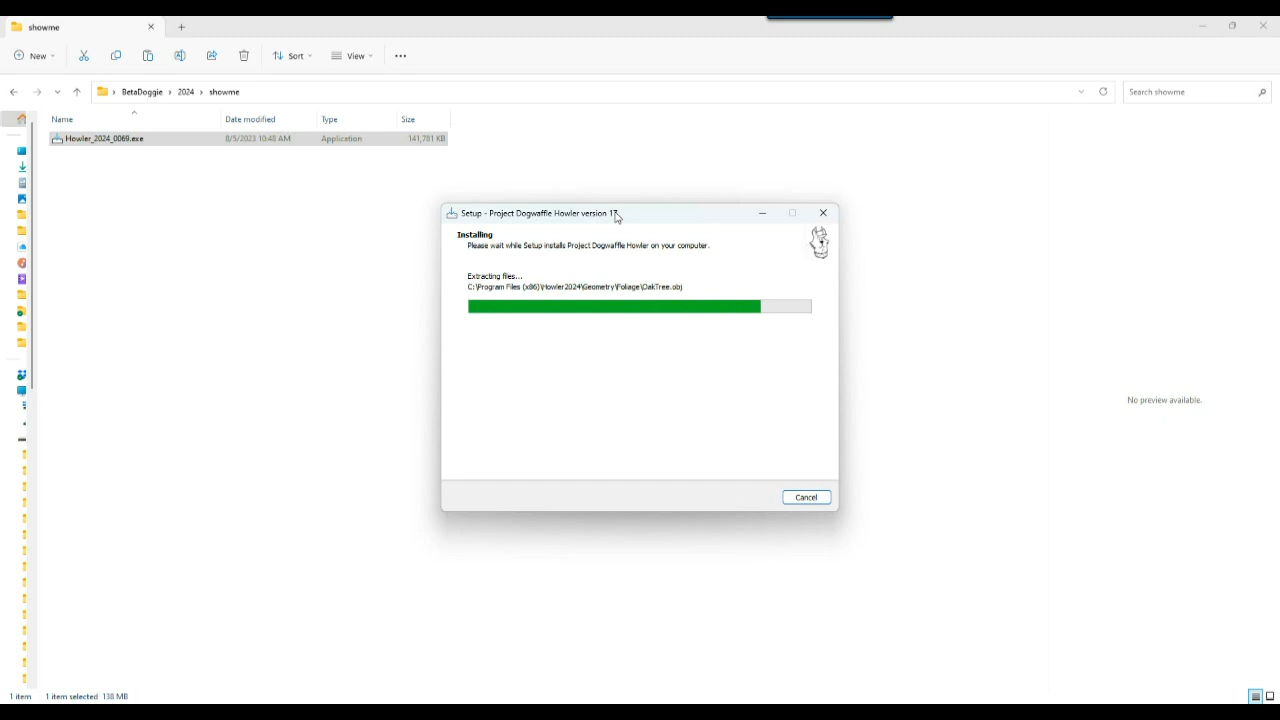 showme
New
Sort
View
BetaDoggie
2024
showme
Search showme
Name
Date modified
Type
Size
Howler_2024_0069.exe
8/5/2023 10:48 AM
Application
141,781 KB
Setup - Project Dogwaffle Howler version 17
Installing
Please wait while Setup installs Project Dogwaffle Howler on your computer.
Extracting files...
C:\Program Files (x86)\Howler2024\Geometry\Foliage\OakTree.obj
No preview available.
Cancel
1 item
1 item selected 138 MB